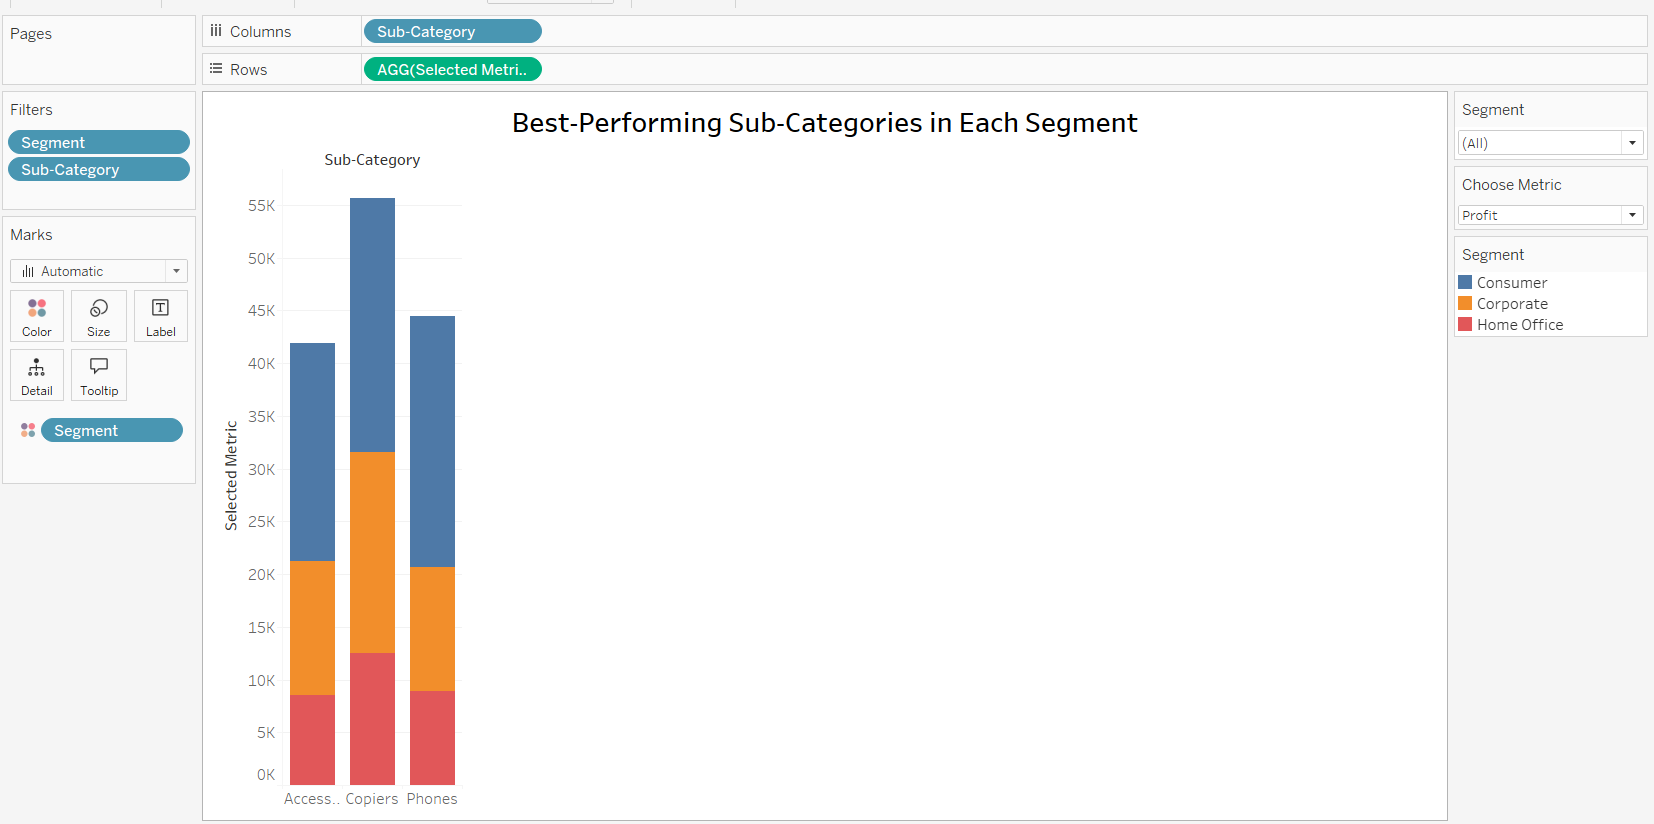 Pages
Columns
Sub-Category
Rows
AGG(Selected Metri..
Filters
Segment
Sub-Category
Marks
Automatic
Color
Size
Label
Detail
Tooltip
Segment
Best-Performing Sub-Categories in Each Segment
Sub-Category
Selected Metric
55K
50K
45K
40K
35K
30K
25K
20K
15K
10K
5K
0K
Access.. Copiers Phones
Segment
(All)
Choose Metric
Profit
Segment
Consumer
Corporate
Home Office